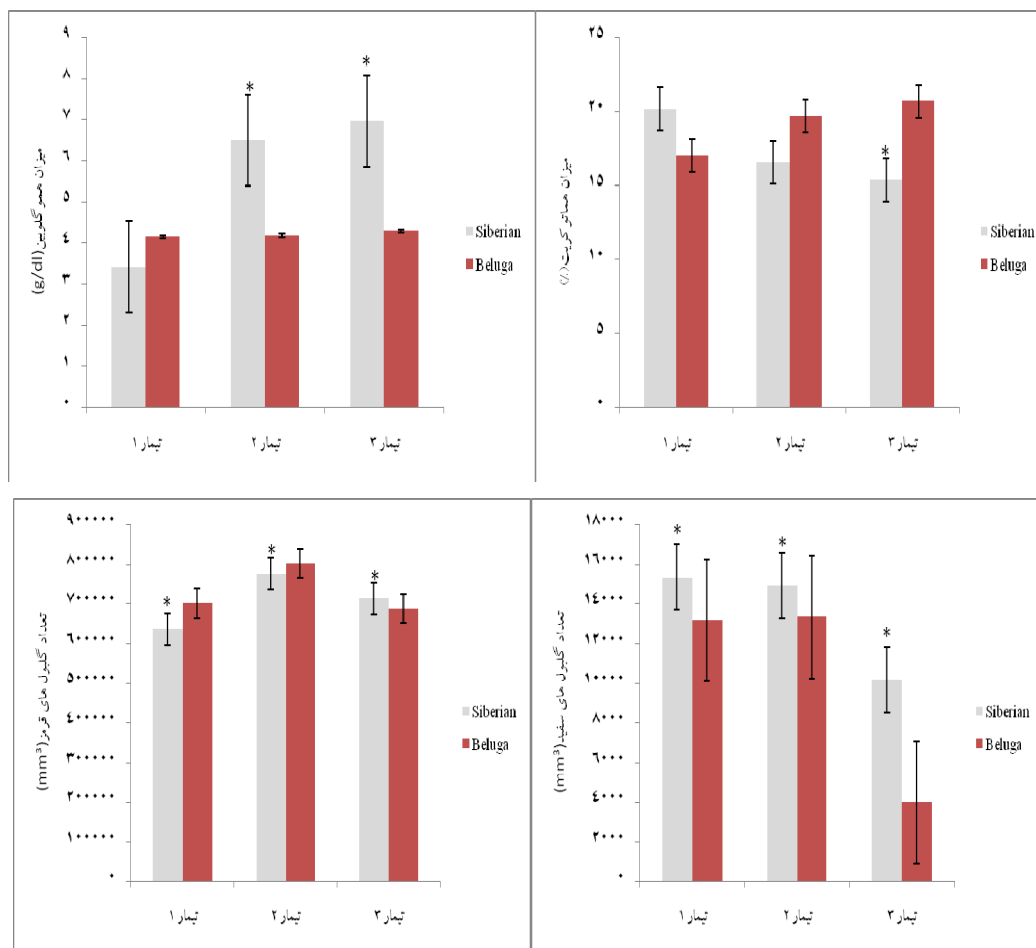 میزان هموگلوبین(g/dl)
۹
۸
۷
۶
۵
۴
۳
۲
۱
۰
*
*
تیمار ۱
تیمار ۲
تیمار ۳
Siberian
Beluga
میزان هماتوکریت(٪)
۲۵
۲۰
۱۵
۱۰
۵
۰
*
تیمار ۱
تیمار ۲
تیمار ۳
Siberian
Beluga
تعداد گلبول های قرمز(mm³)
۹۰۰۰۰۰
۸۰۰۰۰۰
۷۰۰۰۰۰
۶۰۰۰۰۰
۵۰۰۰۰۰
۴۰۰۰۰۰
۳۰۰۰۰۰
۲۰۰۰۰۰
۱۰۰۰۰۰
۰
*
*
*
تیمار ۱
تیمار ۲
تیمار ۳
Siberian
Beluga
تعداد گلبول های سفید(mm³)
۱۸۰۰۰
۱۶۰۰۰
۱۴۰۰۰
۱۲۰۰۰
۱۰۰۰۰
۸۰۰۰
۶۰۰۰
۴۰۰۰
۲۰۰۰
۰
*
*
*
تیمار ۱
تیمار ۲
تیمار ۳
Siberian
Beluga